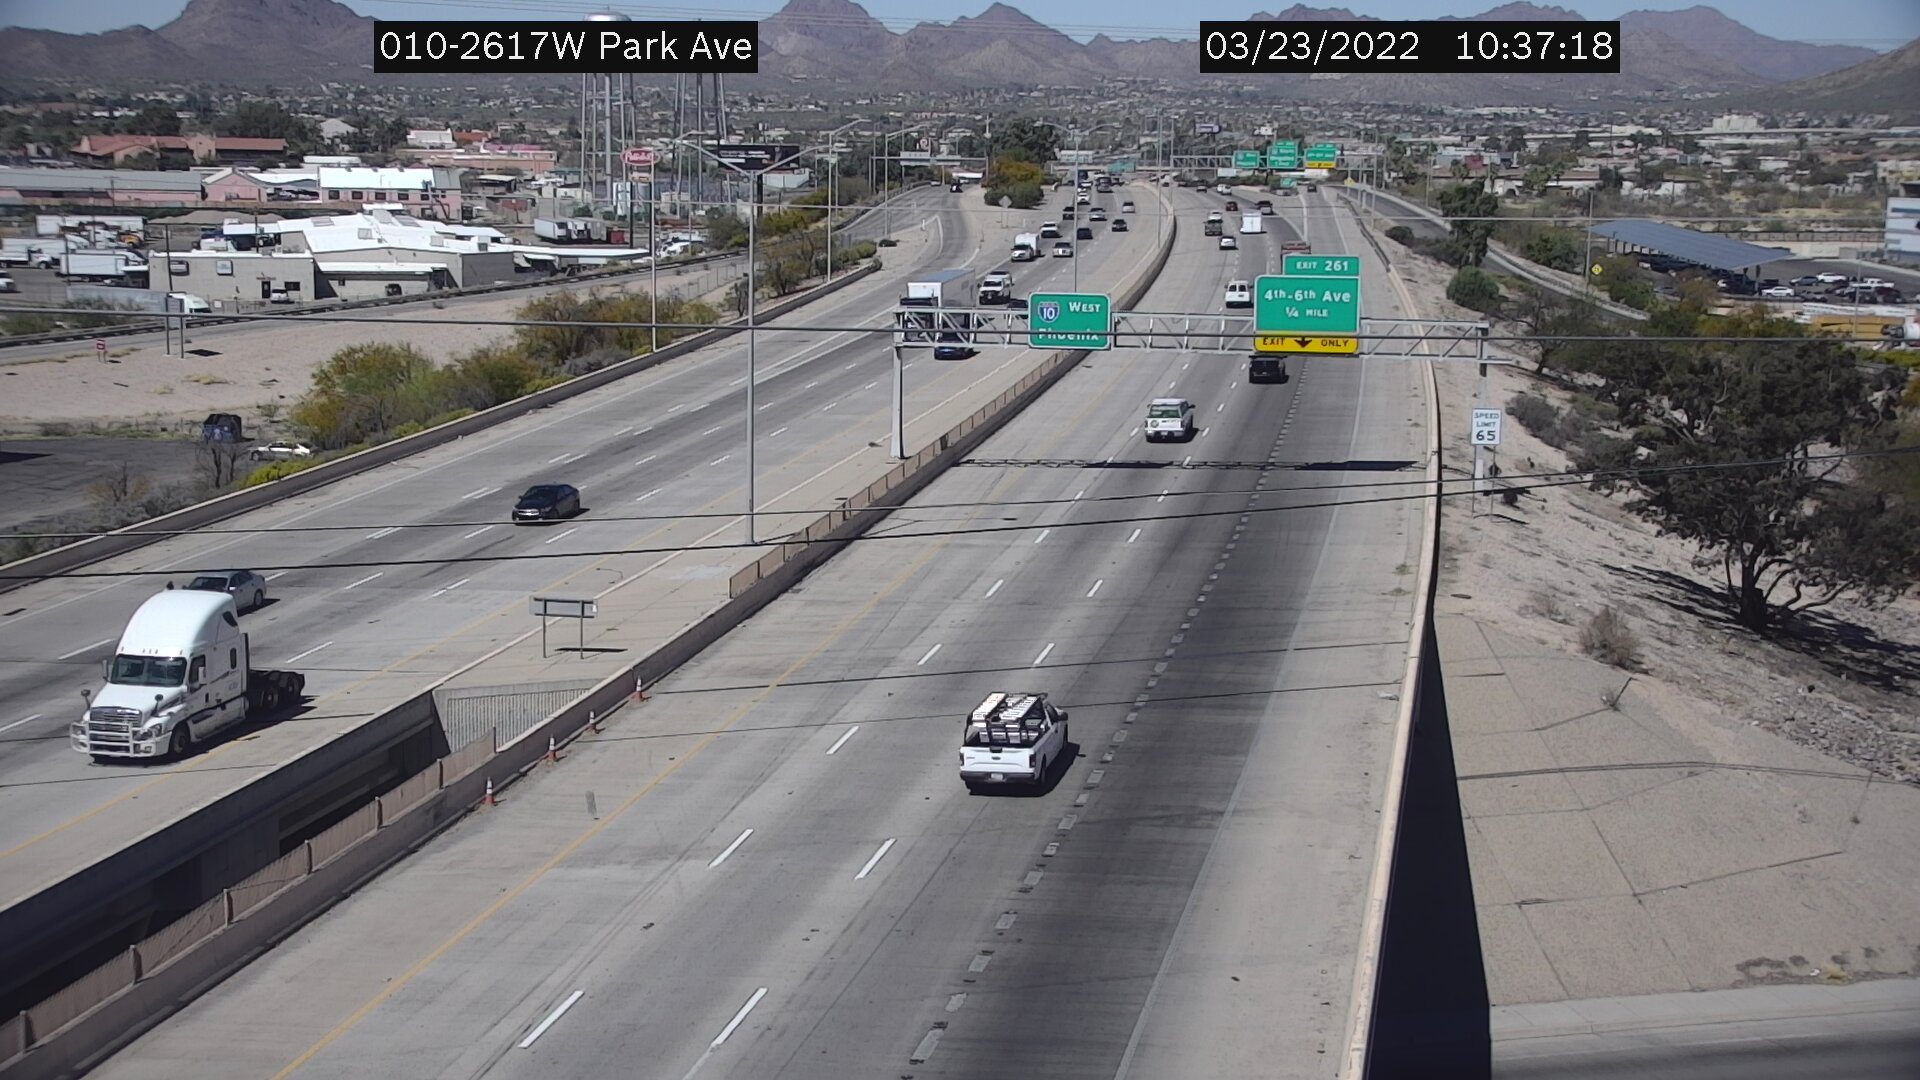 010-2617W Park Ave
03/23/2022 10:37:18
EXIT 261
4th-6th Ave
1/4 MILE
EXIT ONLY
10 WEST
Phoenix
SPEED
LIMIT
65